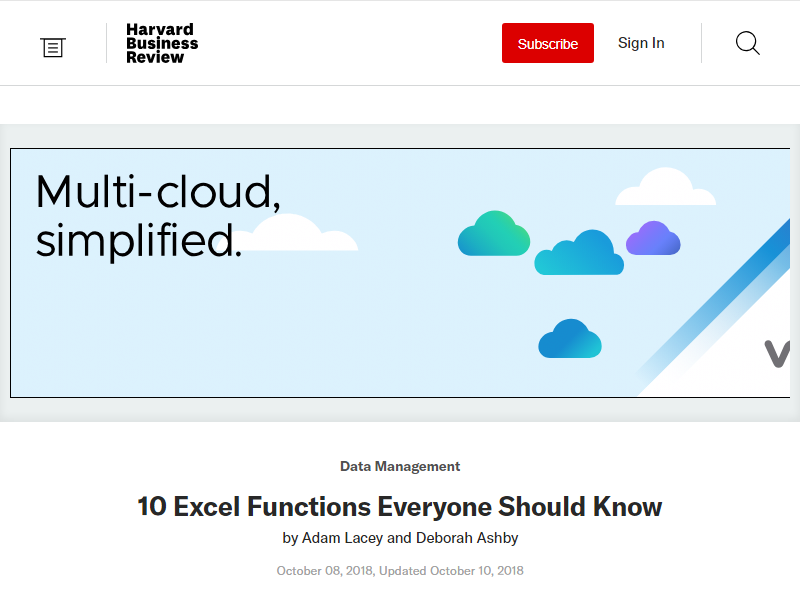 Harvard
Business
Review
Subscribe
Sign In
Multi-cloud,
simplified.
Data Management
10 Excel Functions Everyone Should Know
by Adam Lacey and Deborah Ashby
October 08, 2018, Updated October 10, 2018